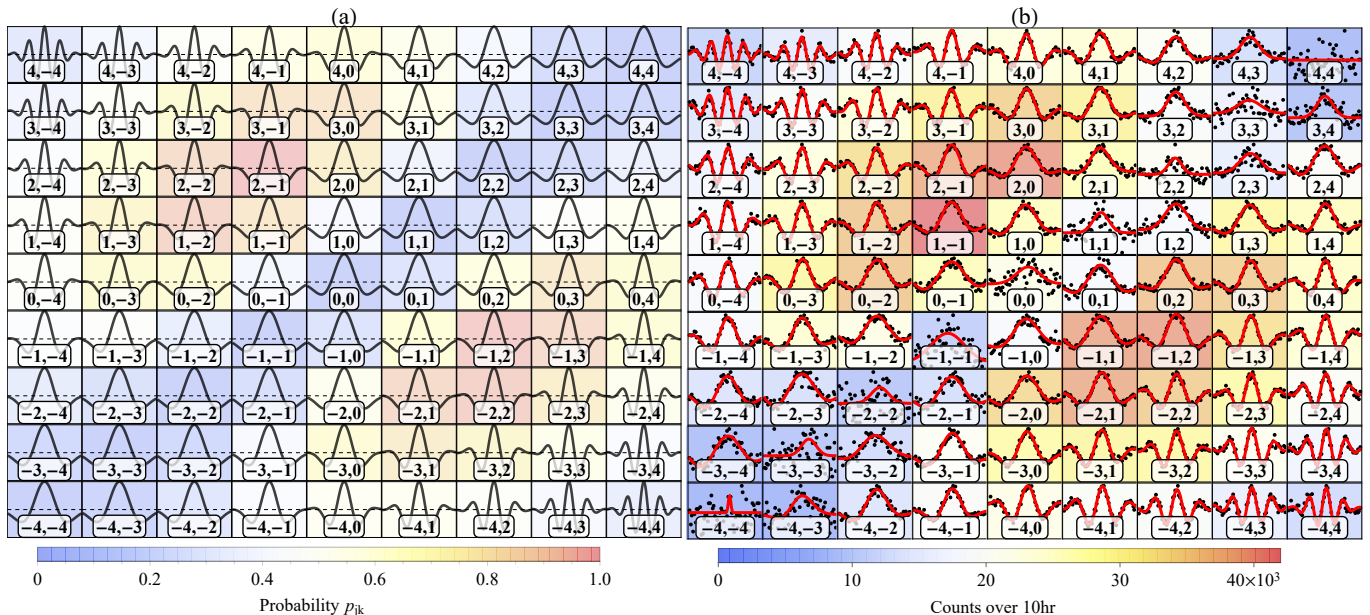 (a) (b)
4,−4 4,−3 4,−2 4,−1 4,0 4,1 4,2 4,3 4,4 4,−4 4,−3 4,−2 4,−1 4,0 4,1 4,2 4,3 4,4
3,−4 3,−3 3,−2 3,−1 3,0 3,1 3,2 3,3 3,4 3,−4 3,−3 3,−2 3,−1 3,0 3,1 3,2 3,3 3,4
2,−4 2,−3 2,−2 2,−1 2,0 2,1 2,2 2,3 2,4 2,−4 2,−3 2,−2 2,−1 2,0 2,1 2,2 2,3 2,4
1,−4 1,−3 1,−2 1,−1 1,0 1,1 1,2 1,3 1,4 1,−4 1,−3 1,−2 1,−1 1,0 1,1 1,2 1,3 1,4
0,−4 0,−3 0,−2 0,−1 0,0 0,1 0,2 0,3 0,4 0,−4 0,−3 0,−2 0,−1 0,0 0,1 0,2 0,3 0,4
−1,−4 −1,−3 −1,−2 −1,−1 −1,0 −1,1 −1,2 −1,3 −1,4 −1,−4 −1,−3 −1,−2 −1,−1 −1,0 −1,1 −1,2 −1,3 −1,4
−2,−4 −2,−3 −2,−2 −2,−1 −2,0 −2,1 −2,2 −2,3 −2,4 −2,−4 −2,−3 −2,−2 −2,−1 −2,0 −2,1 −2,2 −2,3 −2,4
−3,−4 −3,−3 −3,−2 −3,−1 −3,0 −3,1 −3,2 −3,3 −3,4 −3,−4 −3,−3 −3,−2 −3,−1 −3,0 −3,1 −3,2 −3,3 −3,4
−4,−4 −4,−3 −4,−2 −4,−1 −4,0 −4,1 −4,2 −4,3 −4,4 −4,−4 −4,−3 −4,−2 −4,−1 −4,0 −4,1 −4,2 −4,3 −4,4
0 0.2 0.4 0.6 0.8 1.0 0 10 20 30 40×10³
Probability pjk Counts over 10hr